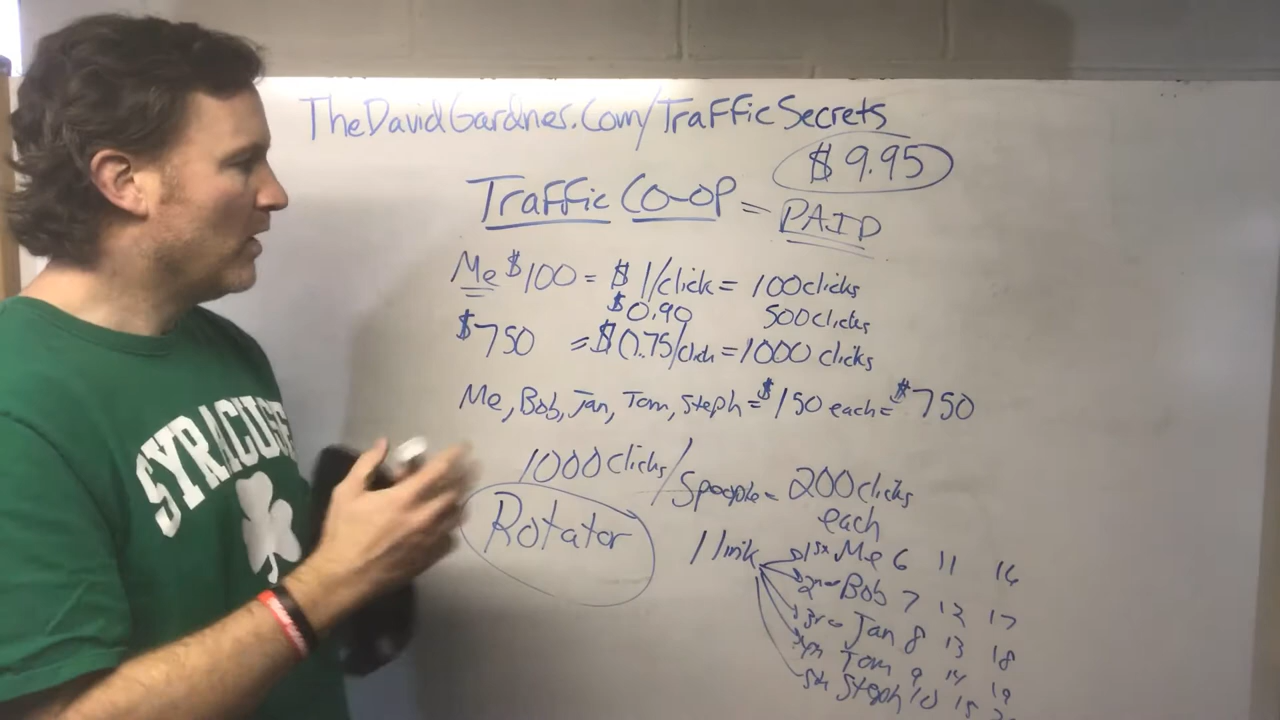 TheDavidGardner.Com/TrafficSecrets
$9.95
Traffic Co-op = PAID
Me $100 = $1/click = 100 clicks
$0.90 500 clicks
$750 = $0.75/click = 1000 clicks
Me, Bob, Jan, Tom, Steph = $150 each = $750
1000 clicks/5people = 200 clicks
each
Rotator
1 link
1st Me 6 11 16
2nd Bob 7 12 17
3rd Jan 8 13 18
4th Tom 9 14 19
5th Steph 10 15
SYRACUSE